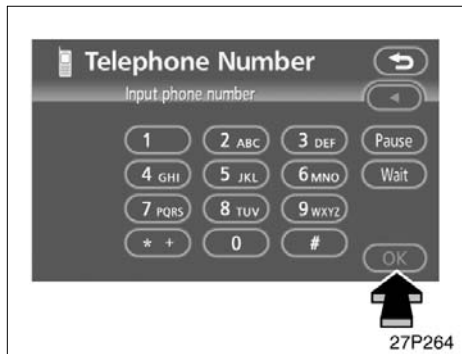 Telephone Number
Input phone number
1 2 ABC 3 DEF Pause
4 GHI 5 JKL 6 MNO Wait
7 PQRS 8 TUV 9 WXYZ
* + 0 #
OK
27P264